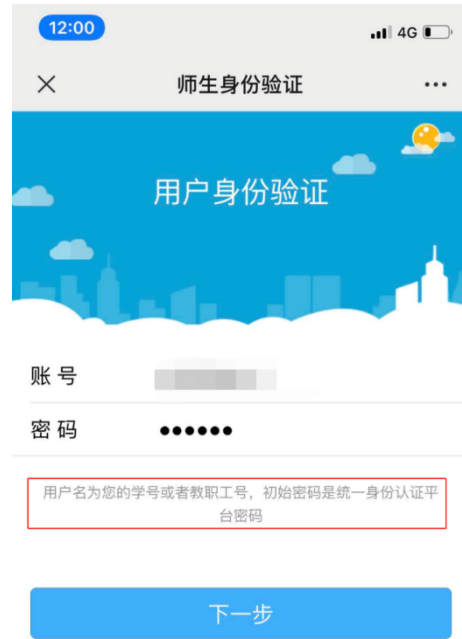 12:00
4G
师生身份验证
用户身份验证
账号
密码 ●●●●●●
用户名为您的学号或者教职工号，初始密码是统一身份认证平
台密码
下一步